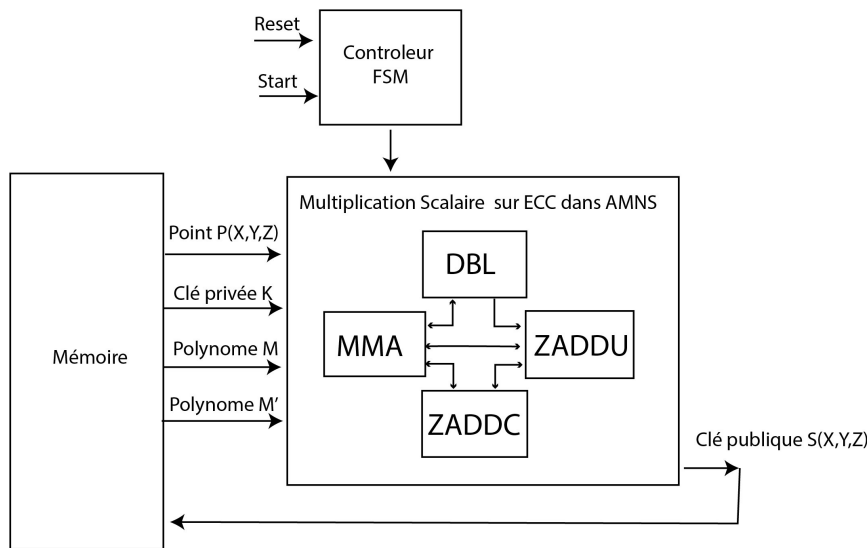 Reset
Controleur
FSM
Start
Multiplication Scalaire sur ECC dans AMNS
Point P(X,Y,Z)
DBL
Clé privée K
MMA
ZADDU
Mémoire
Polynome M
Polynome M'
ZADDC
Clé publique S(X,Y,Z)